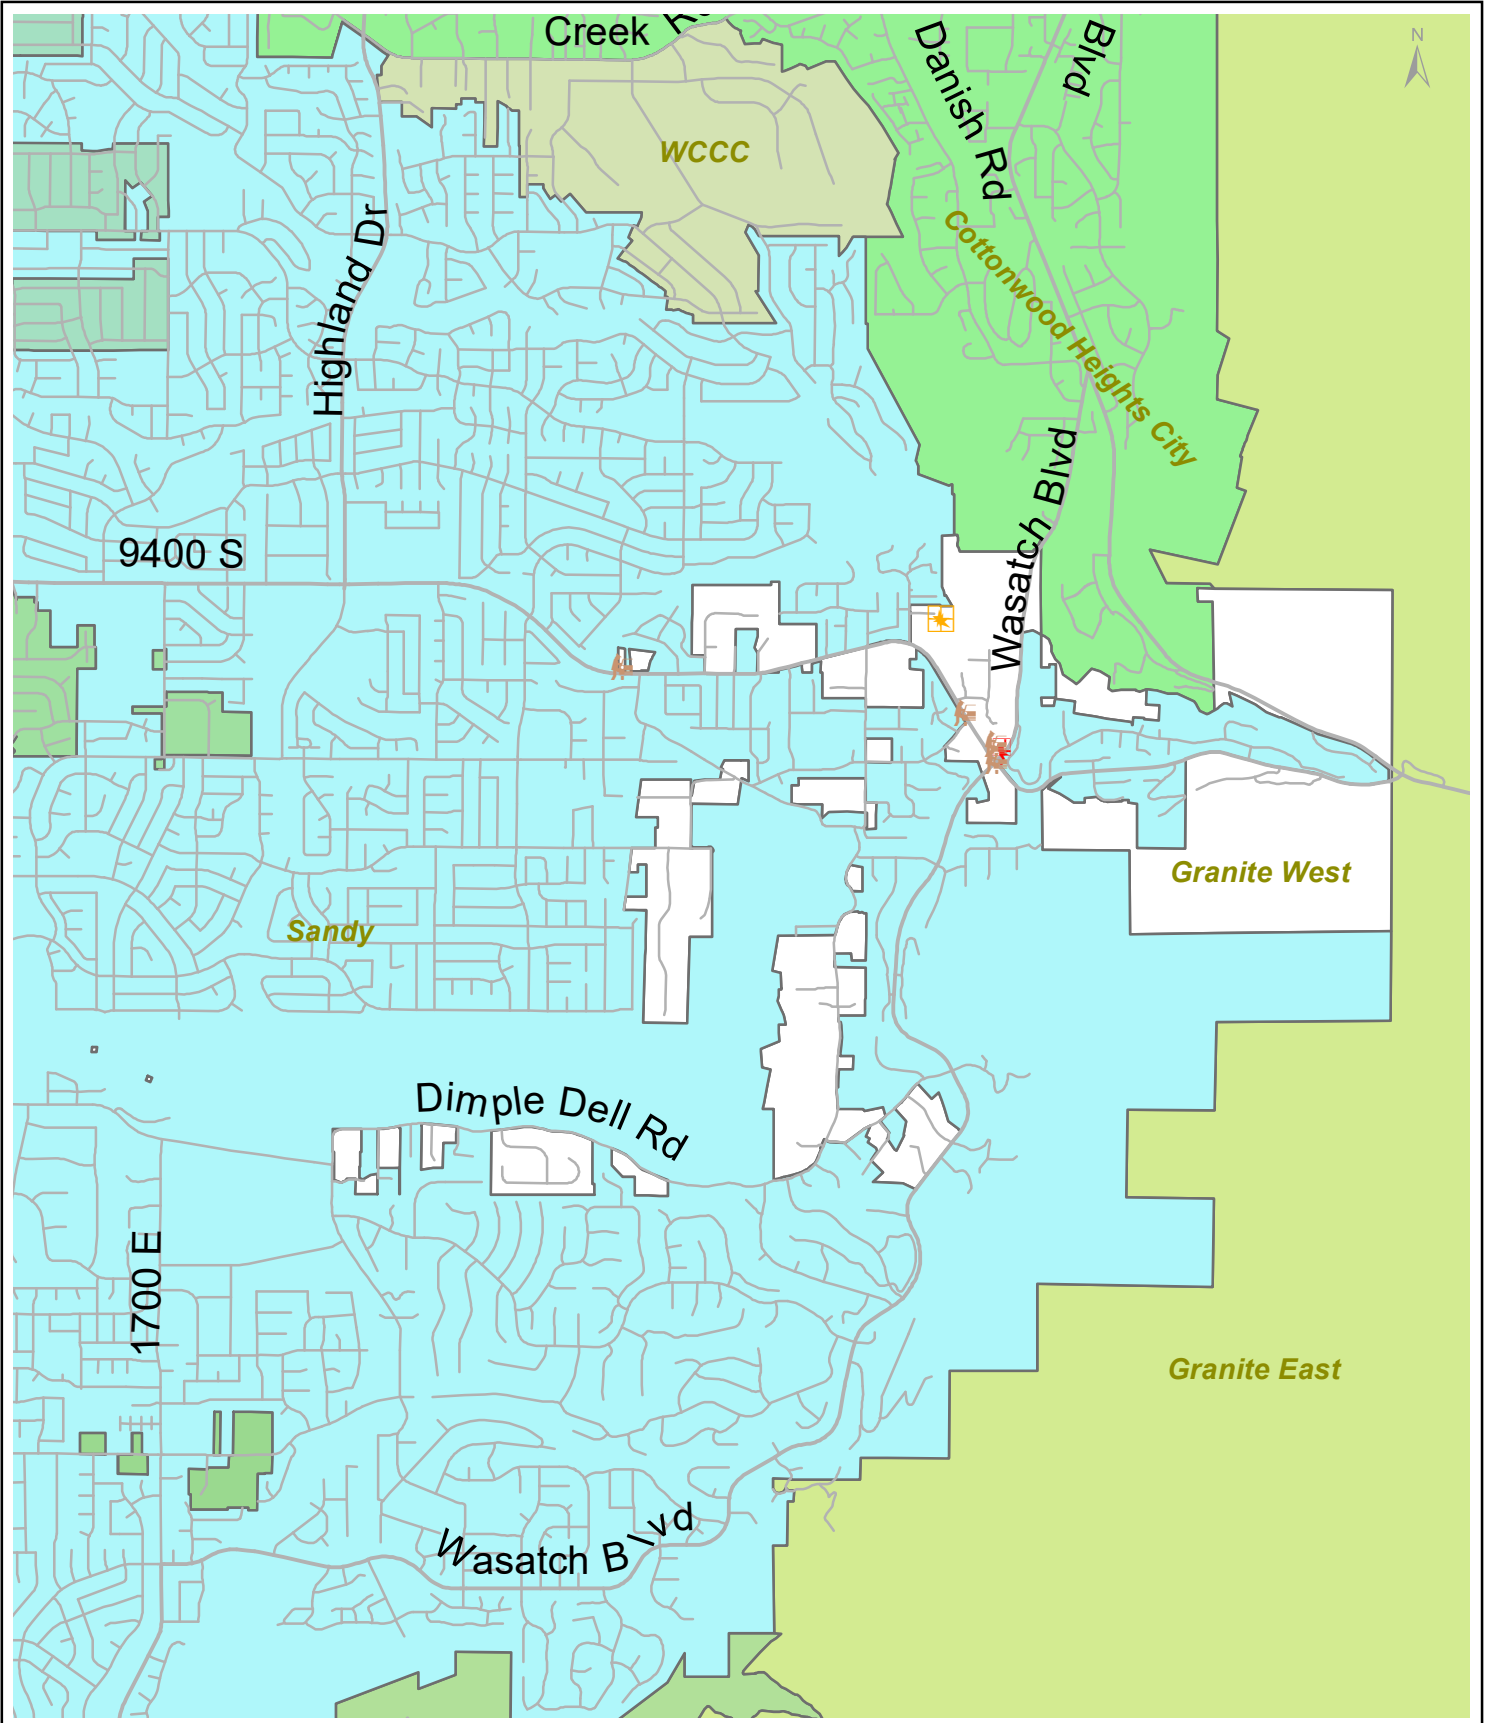 Creek
Danish Rd
Blvd
N
WCCC
Cottonwood Heights City
Highland Dr
Wasatch Blvd
9400 S
Granite West
Sandy
Dimple Dell Rd
1700 E
Granite East
Wasatch Blvd